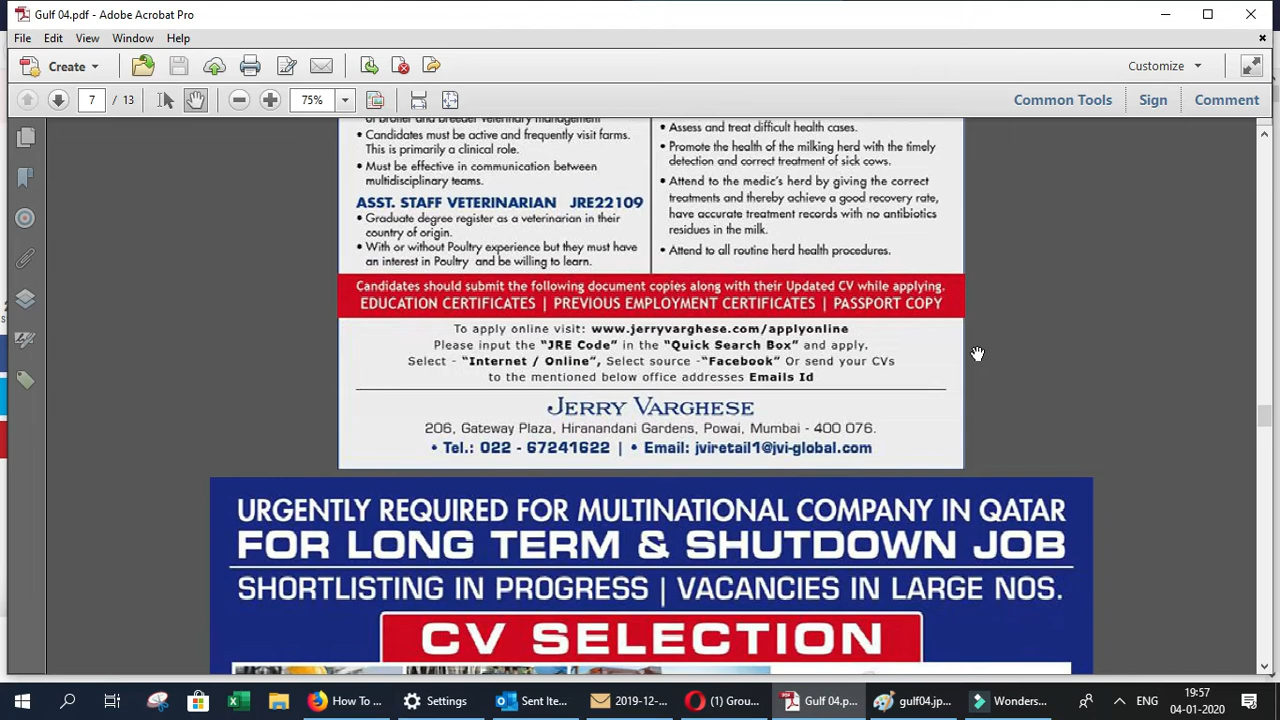 Gulf 04.pdf - Adobe Acrobat Pro
File Edit View Window Help
Create
Customize
7 / 13
75%
Common Tools
Sign
Comment
of broiler and breeder veterinary management
• Candidates must be active and frequently visit farms.
This is primarily a clinical role.
• Must be effective in communication between
multidisciplinary teams.
ASST. STAFF VETERINARIAN JRE22109
• Graduate degree register as a veterinarian in their
country of origin.
• With or without Poultry experience but they must have
an interest in Poultry and be willing to learn.
• Assess and treat difficult health cases.
• Promote the health of the milking herd with the timely
detection and correct treatment of sick cows.
• Attend to the medic's herd by giving the correct
treatments and thereby achieve a good recovery rate,
have accurate treatment records with no antibiotics
residues in the milk.
• Attend to all routine herd health procedures.
Candidates should submit the following document copies along with their Updated CV while applying.
EDUCATION CERTIFICATES | PREVIOUS EMPLOYMENT CERTIFICATES | PASSPORT COPY
To apply online visit: www.jerryvarghese.com/applyonline
Please input the "JRE Code" in the "Quick Search Box" and apply.
Select - "Internet / Online", Select source -"Facebook" Or send your CVs
to the mentioned below office addresses Emails Id
JERRY VARGHESE
206, Gateway Plaza, Hiranandani Gardens, Powai, Mumbai - 400 076.
• Tel.: 022 - 67241622 | • Email: jviretail1@jvi-global.com
URGENTLY REQUIRED FOR MULTINATIONAL COMPANY IN QATAR
FOR LONG TERM & SHUTDOWN JOB
SHORTLISTING IN PROGRESS | VACANCIES IN LARGE NOS.
CV SELECTION
How To ...
Settings
Sent Ite...
2019-12-...
(1) Grou...
Gulf 04.p...
gulf04.jp...
Wonders...
ENG
19:57
04-01-2020